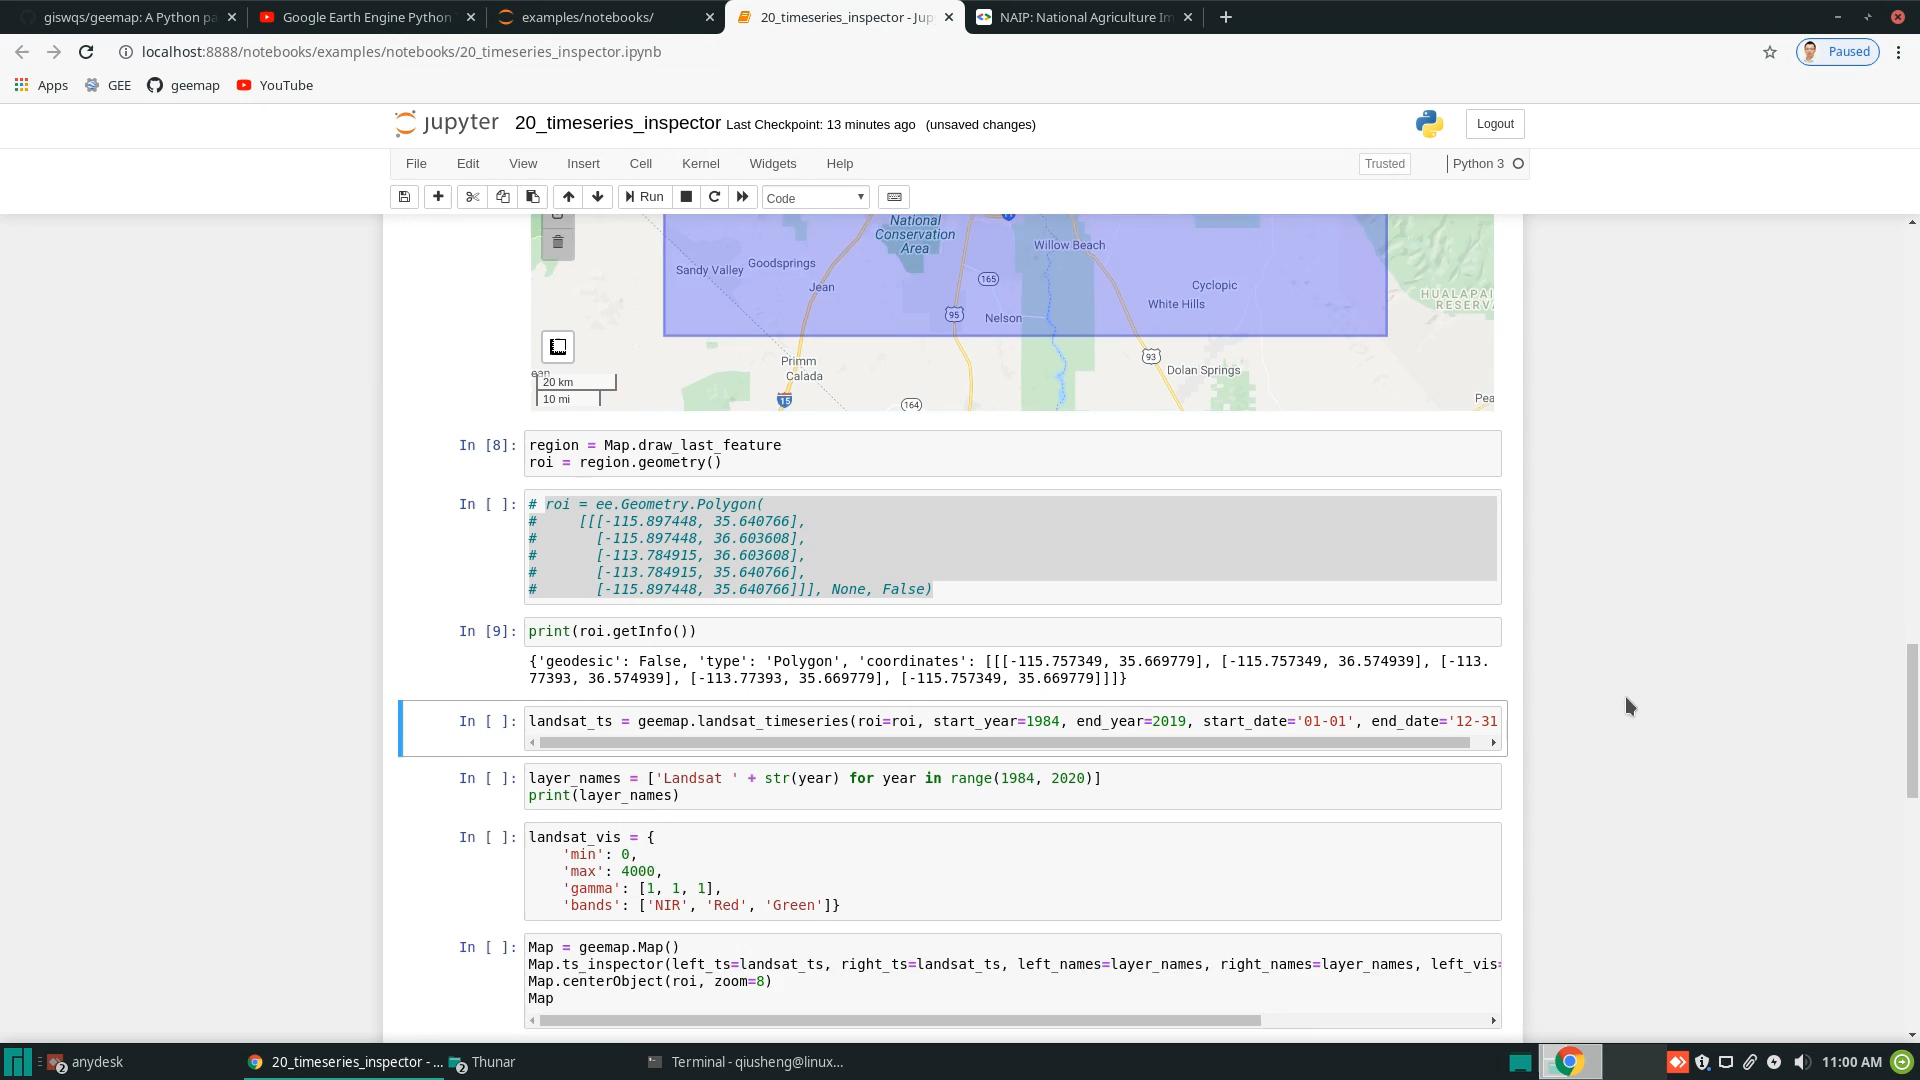 giswqs/geemap: A Python pa
Google Earth Engine Python T
examples/notebooks/
20_timeseries_inspector - Jup
NAIP: National Agriculture Im
localhost:8888/notebooks/examples/notebooks/20_timeseries_inspector.ipynb
Paused
Apps GEE geemap YouTube
jupyter 20_timeseries_inspector Last Checkpoint: 13 minutes ago (unsaved changes)
Logout
File Edit View Insert Cell Kernel Widgets Help
Trusted
Python 3
Run
Code
National
Conservation
Area
Willow Beach
Sandy Valley Goodsprings
Jean
165
Cyclopic
White Hills
HUALAPAI
RESERVA
95
Nelson
Primm
Calada
93
Dolan Springs
20 km
10 mi
15
164
Pea
In [8]: region = Map.draw_last_feature
roi = region.geometry()
In [ ]: # roi = ee.Geometry.Polygon(
# [[[-115.897448, 35.640766],
# [-115.897448, 36.603608],
# [-113.784915, 36.603608],
# [-113.784915, 35.640766],
# [-115.897448, 35.640766]]], None, False)
In [9]: print(roi.getInfo())
{'geodesic': False, 'type': 'Polygon', 'coordinates': [[[-115.757349, 35.669779], [-115.757349, 36.574939], [-113.
77393, 36.574939], [-113.77393, 35.669779], [-115.757349, 35.669779]]]}
In [ ]: landsat_ts = geemap.landsat_timeseries(roi=roi, start_year=1984, end_year=2019, start_date='01-01', end_date='12-31
In [ ]: layer_names = ['Landsat ' + str(year) for year in range(1984, 2020)]
print(layer_names)
In [ ]: landsat_vis = {
'min': 0,
'max': 4000,
'gamma': [1, 1, 1],
'bands': ['NIR', 'Red', 'Green']}
In [ ]: Map = geemap.Map()
Map.ts_inspector(left_ts=landsat_ts, right_ts=landsat_ts, left_names=layer_names, right_names=layer_names, left_vis=
Map.centerObject(roi, zoom=8)
Map
2 anydesk
20_timeseries_inspector - ...
2 Thunar
Terminal - qiusheng@linux...
11:00 AM